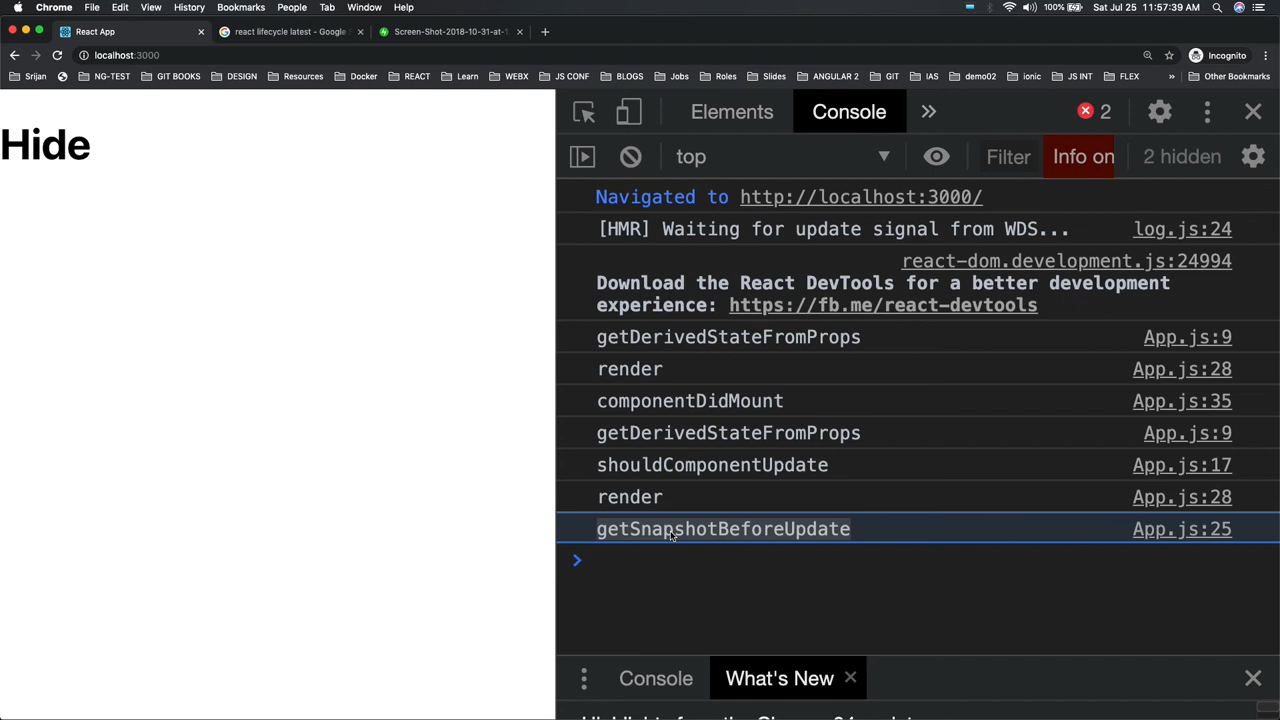 Chrome File Edit View History Bookmarks People Tab Window Help 100% Sat Jul 25 11:57:39 AM
React App react lifecycle latest - Google Screen-Shot-2018-10-31-at-1
localhost:3000 Incognito
Srijan NG-TEST GIT BOOKS DESIGN Resources Docker REACT Learn WEBX JS CONF BLOGS Jobs Roles Slides ANGULAR 2 GIT IAS demo02 ionic JS INT FLEX » Other Bookmarks
Hide
Elements Console » 2
top Filter Info on 2 hidden
Navigated to http://localhost:3000/
[HMR] Waiting for update signal from WDS... log.js:24
react-dom.development.js:24994
Download the React DevTools for a better development
experience: https://fb.me/react-devtools
getDerivedStateFromProps App.js:9
render App.js:28
componentDidMount App.js:35
getDerivedStateFromProps App.js:9
shouldComponentUpdate App.js:17
render App.js:28
getSnapshotBeforeUpdate App.js:25
Console What's New